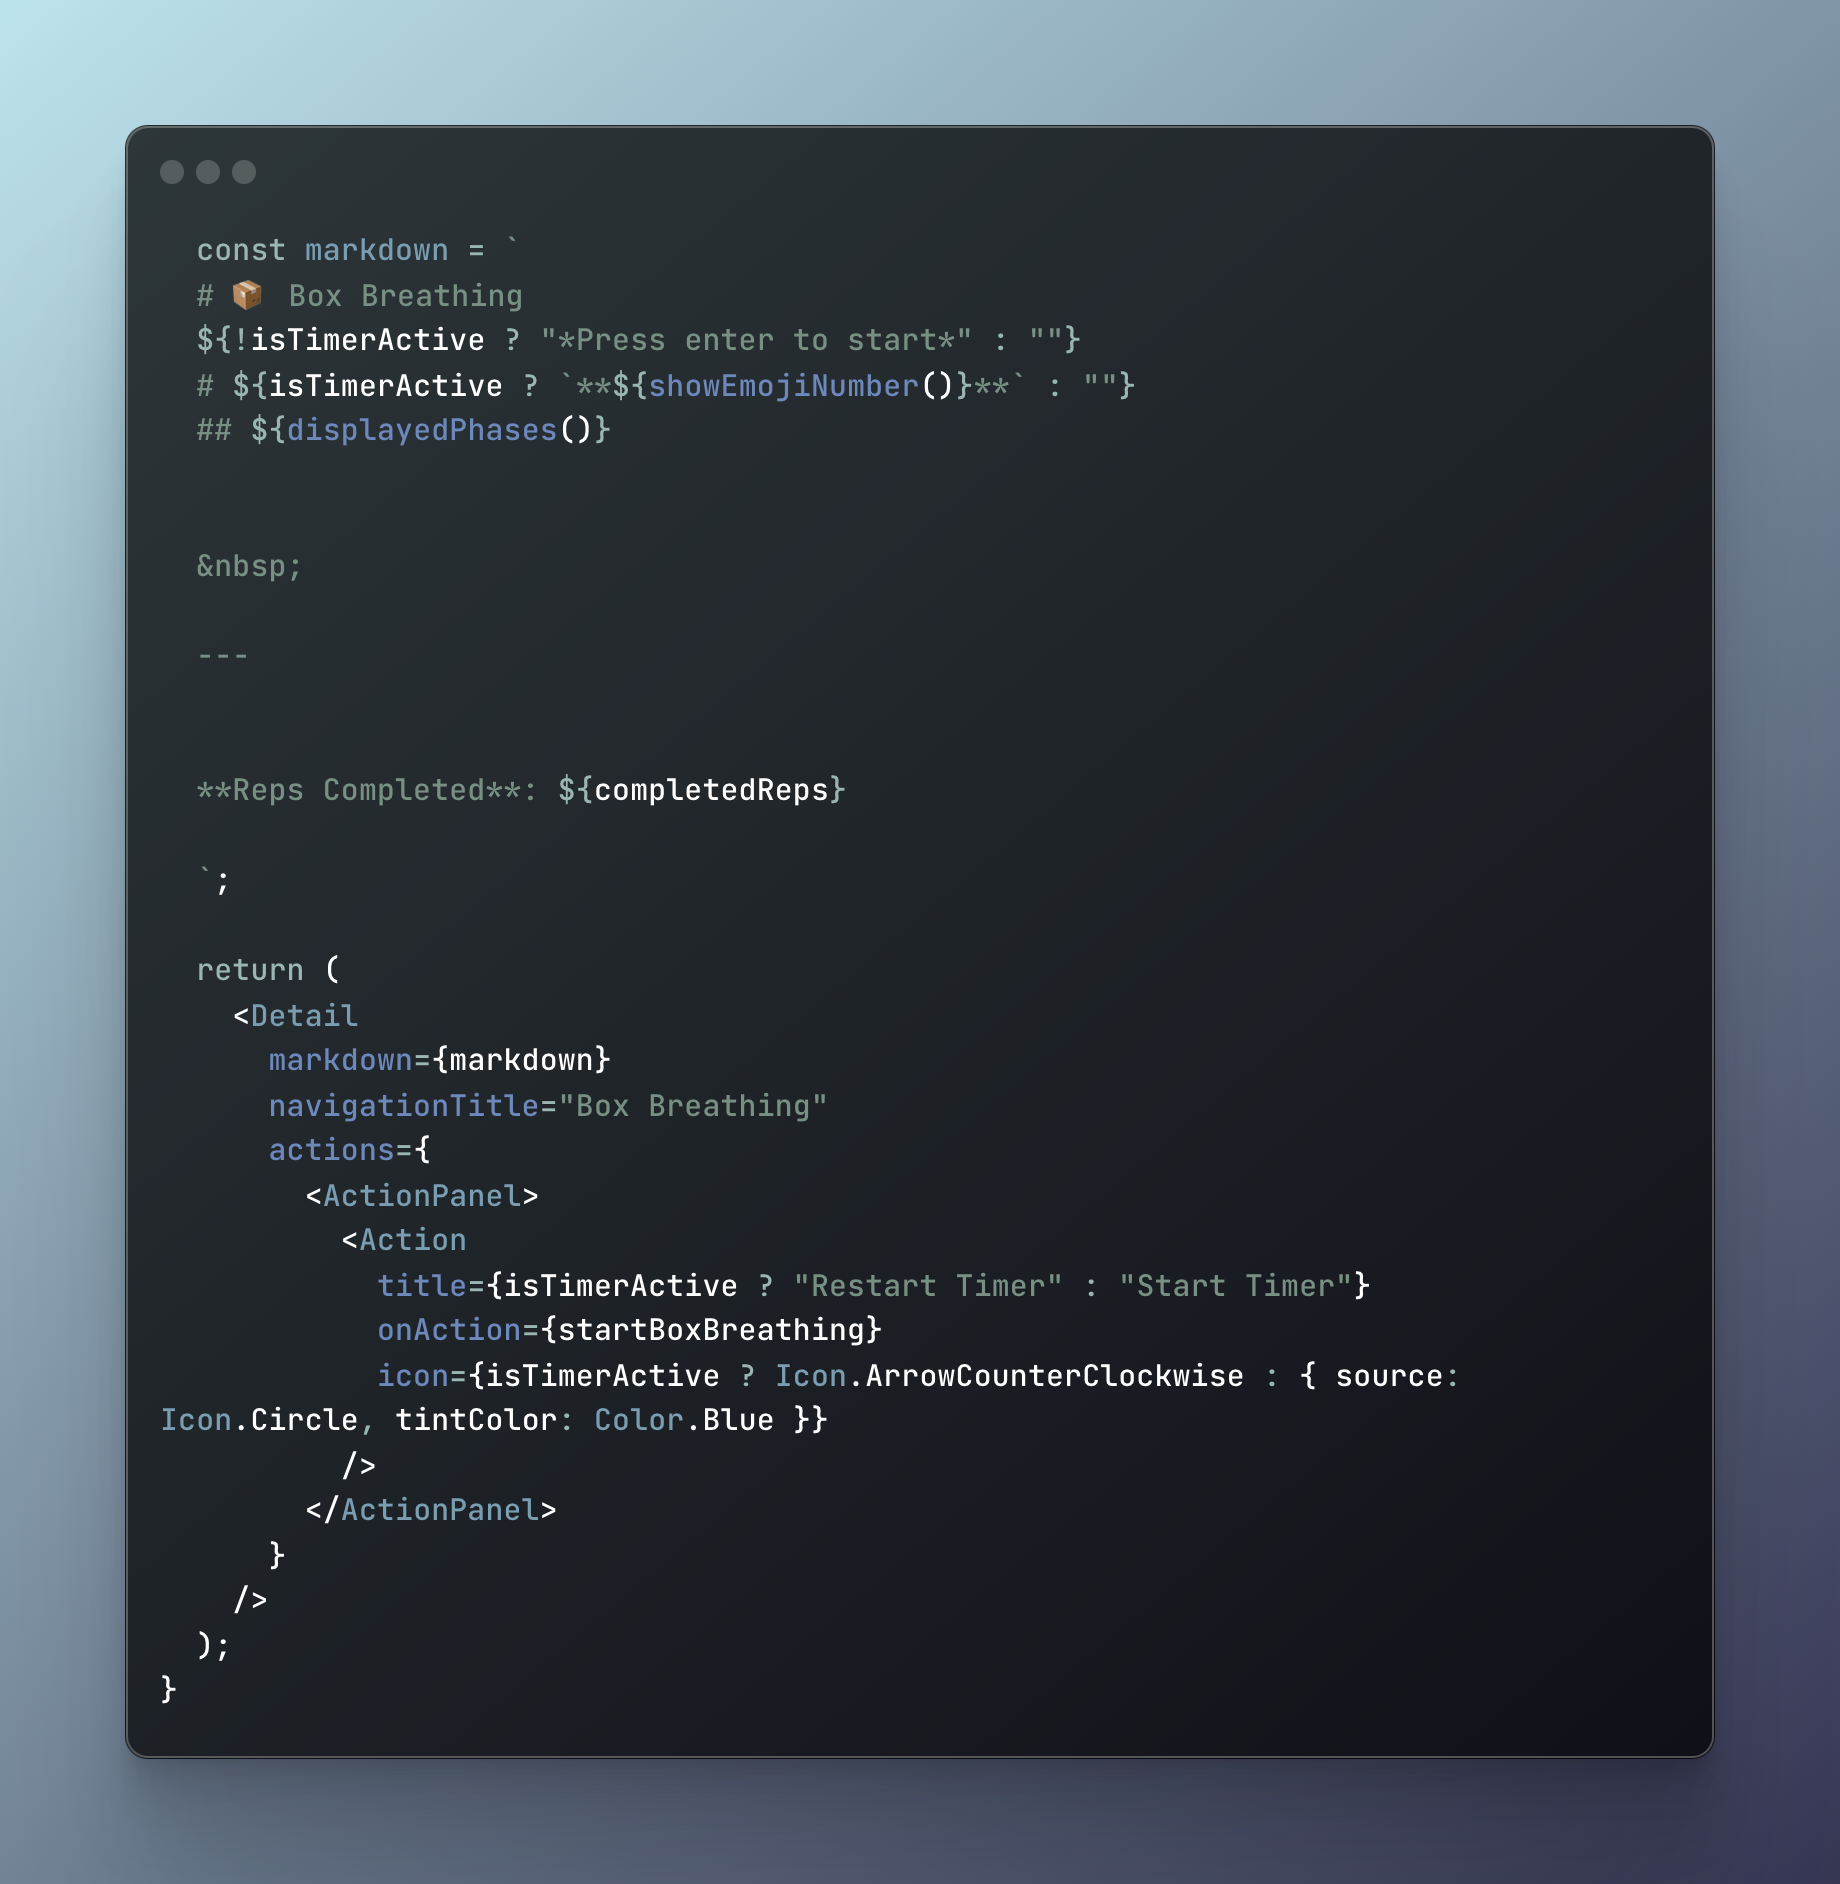 const markdown = `
# 📦 Box Breathing
${!isTimerActive ? "*Press enter to start*" : ""}
# ${isTimerActive ? `**${showEmojiNumber()}**` : ""}
## ${displayedPhases()}
&nbsp;
---
**Reps Completed**: ${completedReps}
`;
return (
<Detail
markdown={markdown}
navigationTitle="Box Breathing"
actions={
<ActionPanel>
<Action
title={isTimerActive ? "Restart Timer" : "Start Timer"}
onAction={startBoxBreathing}
icon={isTimerActive ? Icon.ArrowCounterClockwise : { source:
Icon.Circle, tintColor: Color.Blue }}
/>
</ActionPanel>
}
/>
);
}